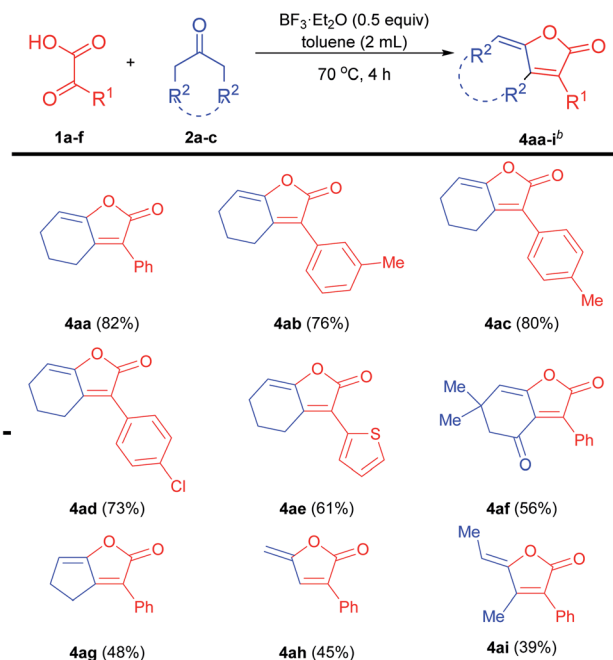 HO O O R¹
+
O R² R²
BF₃·Et₂O (0.5 equiv)
toluene (2 mL)
70 °C, 4 h
R² R² O O R¹
1a-f 2a-c 4aa-iᵇ
O O Ph
O O Me
O O Me
4aa (82%) 4ab (76%) 4ac (80%)
O O Cl
O O S
Me Me O O O Ph
4ad (73%) 4ae (61%) 4af (56%)
O O Ph
O O Ph
Me Me O O Ph
4ag (48%) 4ah (45%) 4ai (39%)